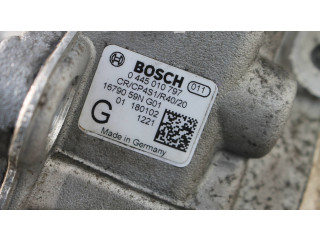 BOSCH
0 445 010 797 011
CR/CP4S1/R40/20
16790 59N G01
G 01 180102
1221
Made in Germany